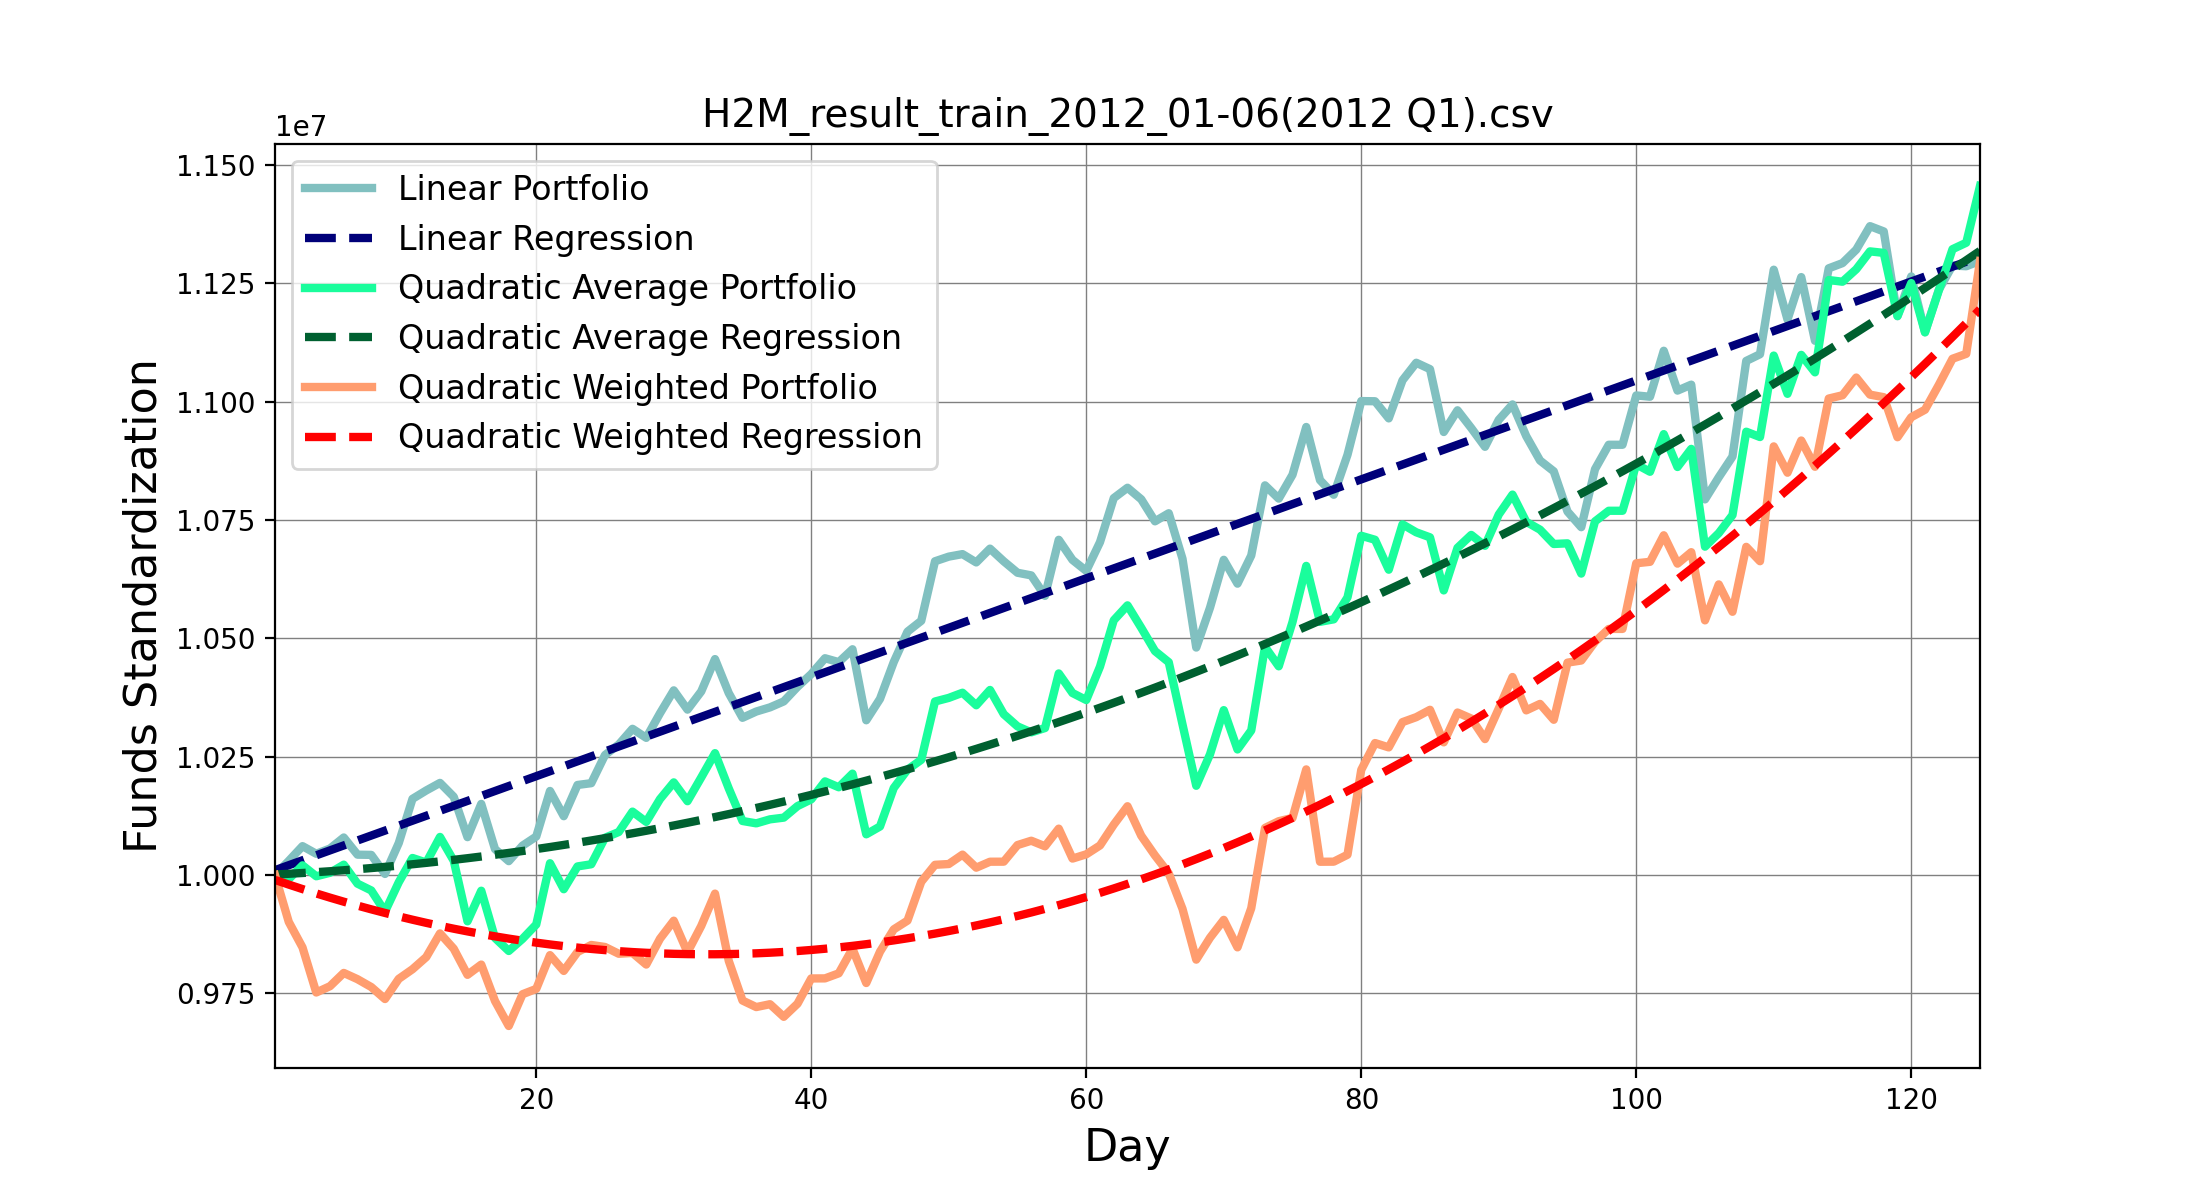 H2M_result_train_2012_01-06(2012 Q1).csv
1e7
1.150
1.125
1.100
1.075
1.050
1.025
1.000
0.975
Funds Standardization
Linear Portfolio
Linear Regression
Quadratic Average Portfolio
Quadratic Average Regression
Quadratic Weighted Portfolio
Quadratic Weighted Regression
20 40 60 80 100 120
Day